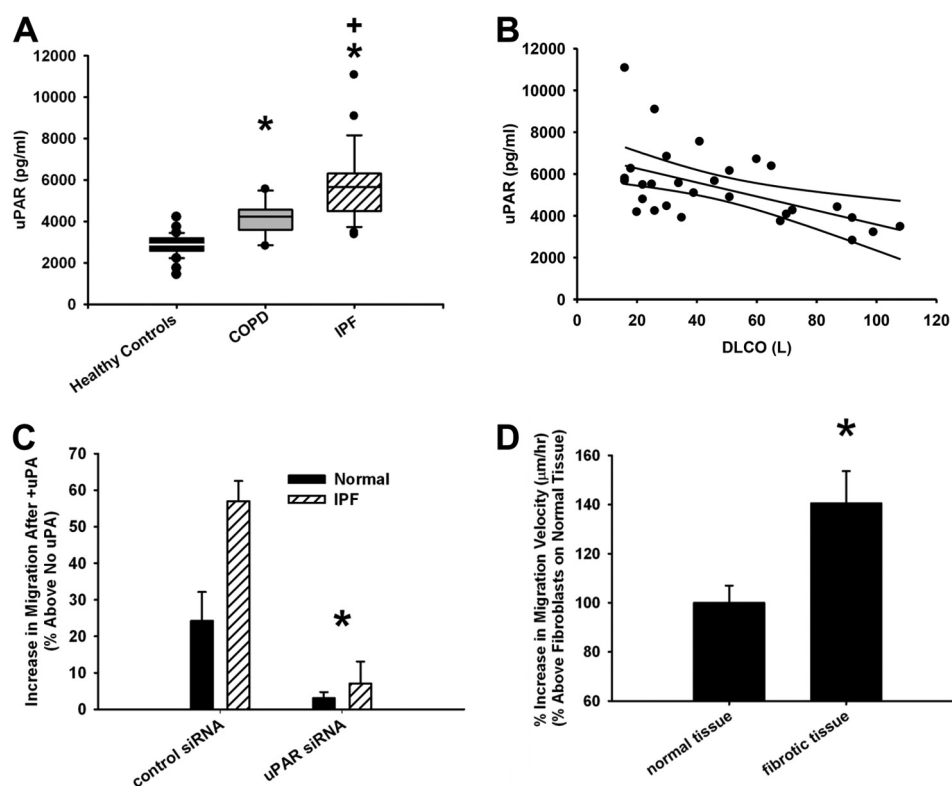 A
+
*
*
12000
10000
8000
6000
4000
2000
0
uPAR (pg/ml)
Healthy Controls
COPD
IPF
B
12000
10000
8000
6000
4000
2000
0
uPAR (pg/ml)
0 20 40 60 80 100 120
DLCO (L)
C
70
60
50
40
30
20
10
0
Increase in Migration After +uPA
(% Above No uPA)
Normal
IPF
*
control siRNA
uPAR siRNA
D
*
160
140
120
100
80
60
% Increase in Migration Velocity (μm/hr)
(% Above Fibroblasts on Normal Tissue)
normal tissue
fibrotic tissue